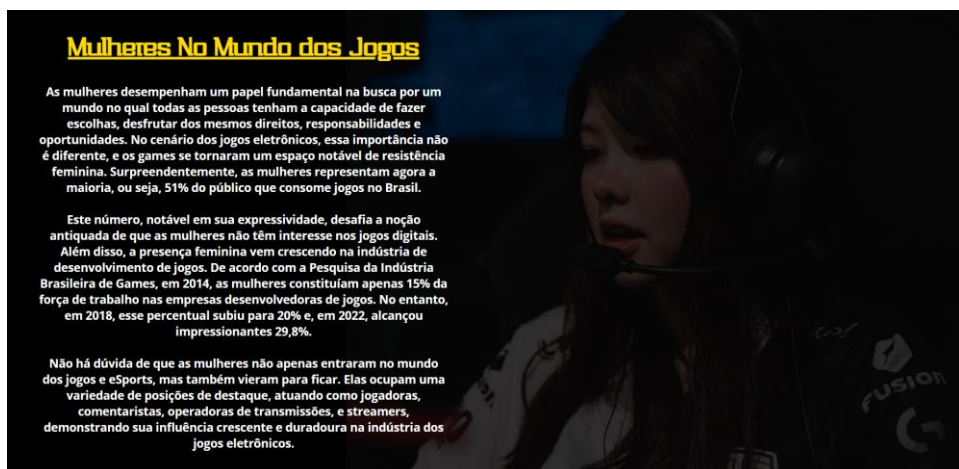 Mulheres No Mundo dos Jogos
As mulheres desempenham um papel fundamental na busca por um
mundo no qual todas as pessoas tenham a capacidade de fazer
escolhas, desfrutar dos mesmos direitos, responsabilidades e
oportunidades. No cenário dos jogos eletrônicos, essa importância não
é diferente, e os games se tornaram um espaço notável de resistência
feminina. Surpreendentemente, as mulheres representam agora a
maioria, ou seja, 51% do público que consome jogos no Brasil.
Este número, notável em sua expressividade, desafia a noção
antiquada de que as mulheres não têm interesse nos jogos digitais.
Além disso, a presença feminina vem crescendo na indústria de
desenvolvimento de jogos. De acordo com a Pesquisa da Indústria
Brasileira de Games, em 2014, as mulheres constituíam apenas 15% da
força de trabalho nas empresas desenvolvedoras de jogos. No entanto,
em 2018, esse percentual subiu para 20% e, em 2022, alcançou
impressionantes 29,8%.
Não há dúvida de que as mulheres não apenas entraram no mundo
dos jogos e eSports, mas também vieram para ficar. Elas ocupam uma
variedade de posições de destaque, atuando como jogadoras,
comentaristas, operadoras de transmissões, e streamers,
demonstrando sua influência crescente e duradoura na indústria dos
jogos eletrônicos.
FUSION